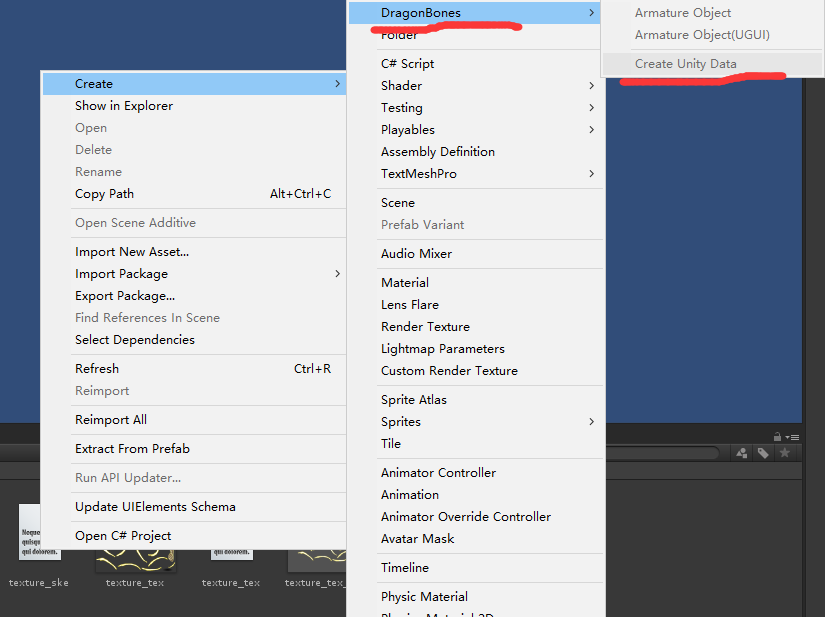 Create
Show in Explorer
Open
Delete
Rename
Copy Path Alt+Ctrl+C
Open Scene Additive
Import New Asset...
Import Package
Export Package...
Find References In Scene
Select Dependencies
Refresh Ctrl+R
Reimport
Reimport All
Extract From Prefab
Run API Updater...
Update UIElements Schema
Open C# Project
DragonBones
Folder
C# Script
Shader
Testing
Playables
Assembly Definition
TextMeshPro
Scene
Prefab Variant
Audio Mixer
Material
Lens Flare
Render Texture
Lightmap Parameters
Custom Render Texture
Sprite Atlas
Sprites
Tile
Animator Controller
Animation
Animator Override Controller
Avatar Mask
Timeline
Physic Material
Armature Object
Armature Object(UGUI)
Create Unity Data
Neque
quisqu
qui dolorem.
qui dolorem.
texture_ske
texture_tex
texture_tex
texture_tex_